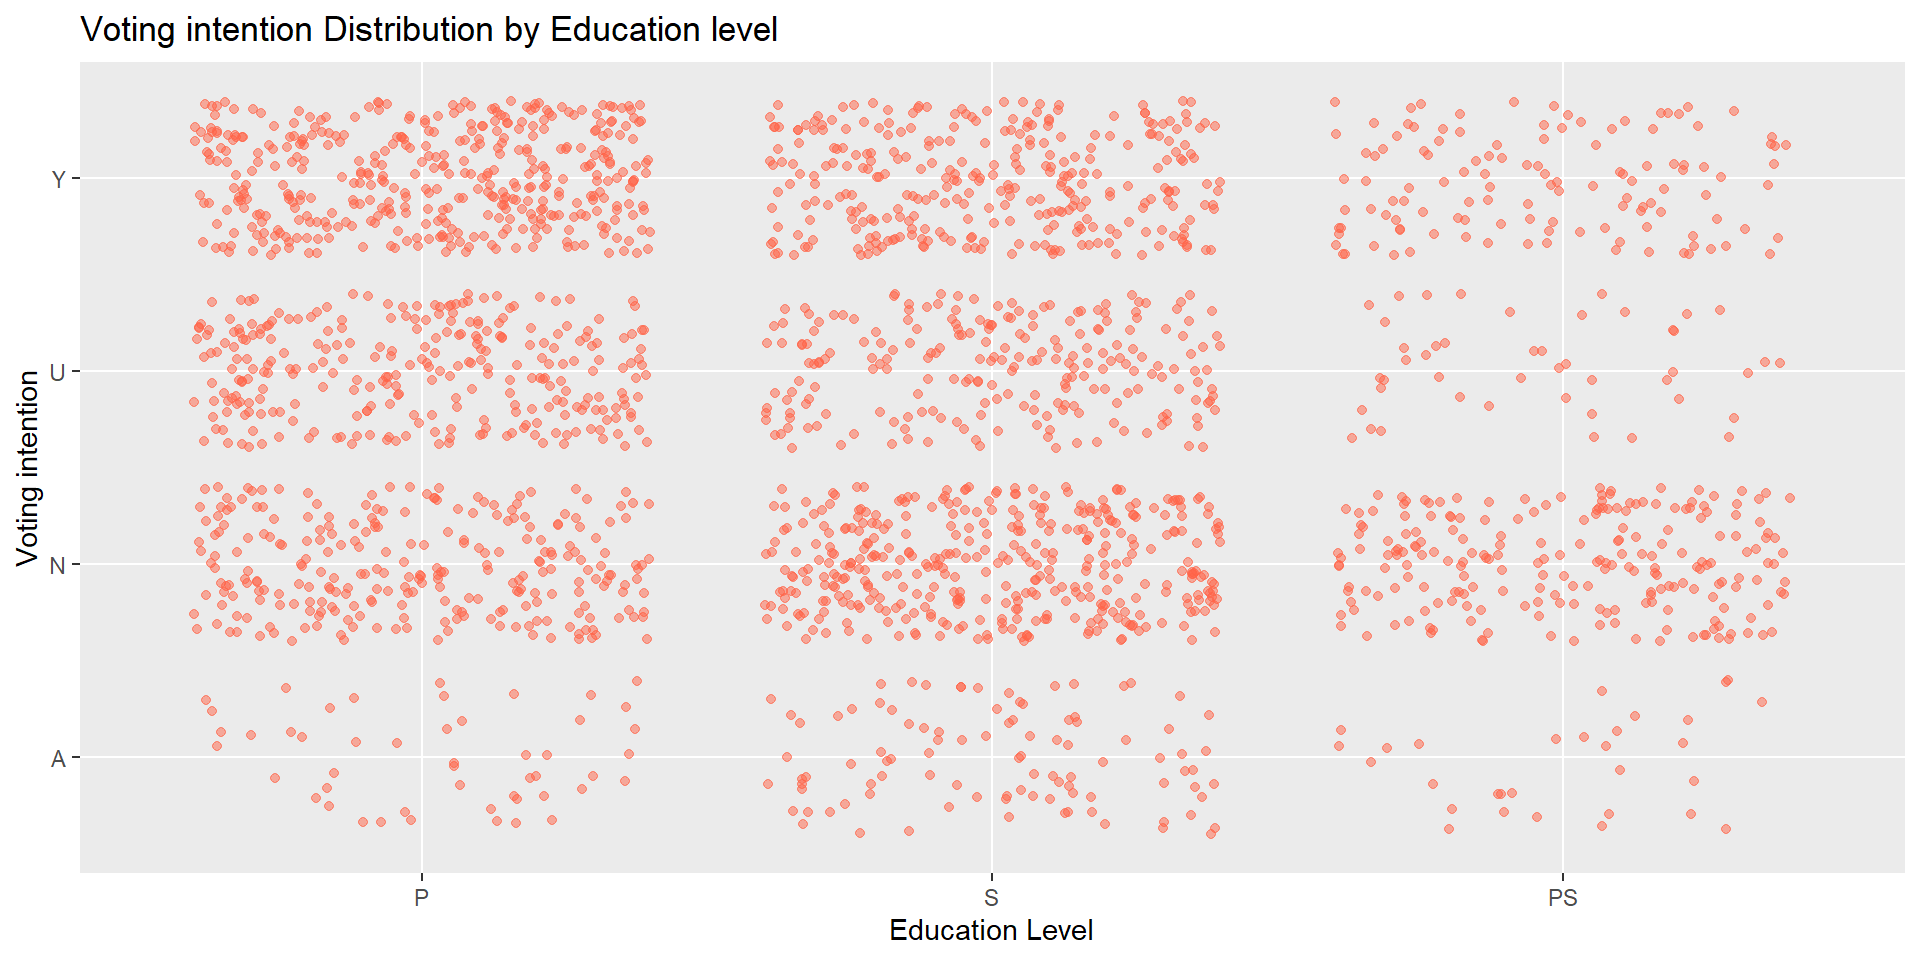 Voting intention Distribution by Education level
Voting intention
Y
U
N
A
P
S
PS
Education Level